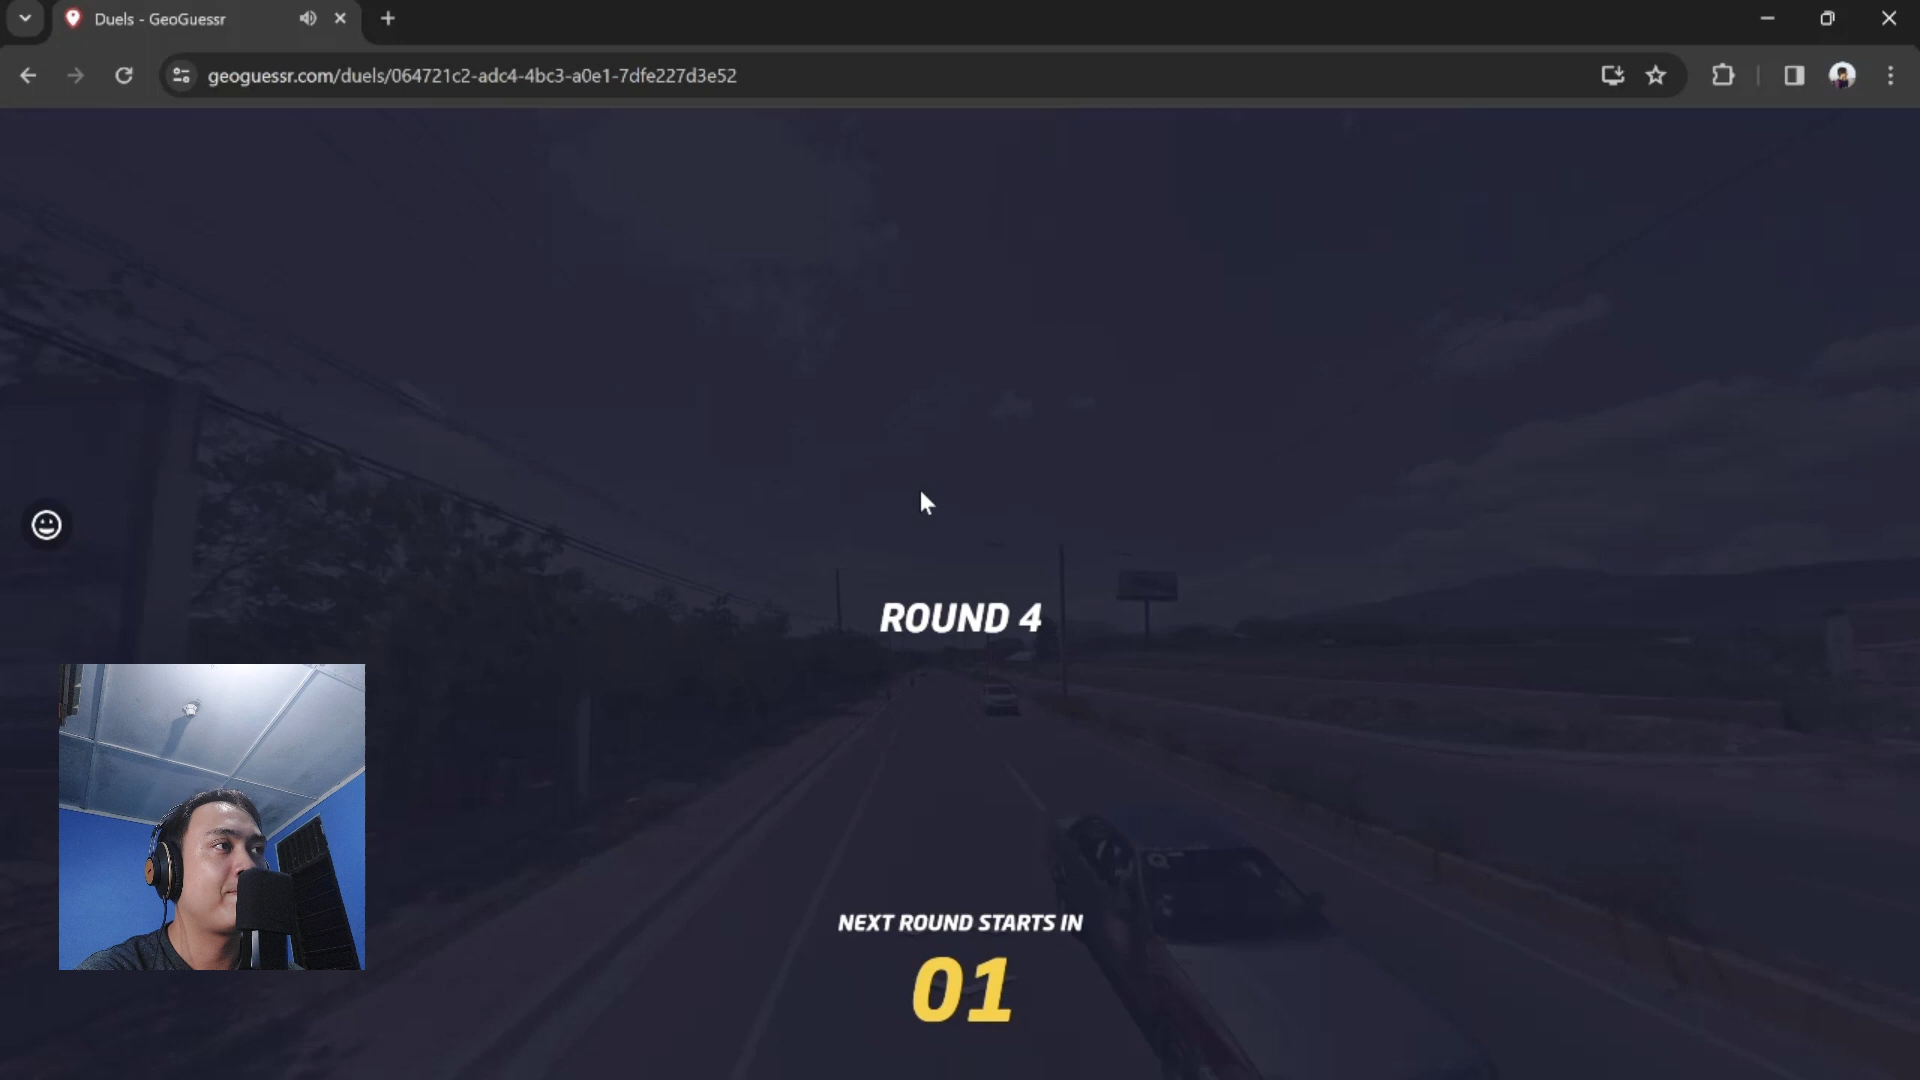 Duels - GeoGuessr
geoguessr.com/duels/064721c2-adc4-4bc3-a0e1-7dfe227d3e52
ROUND 4
NEXT ROUND STARTS IN
01